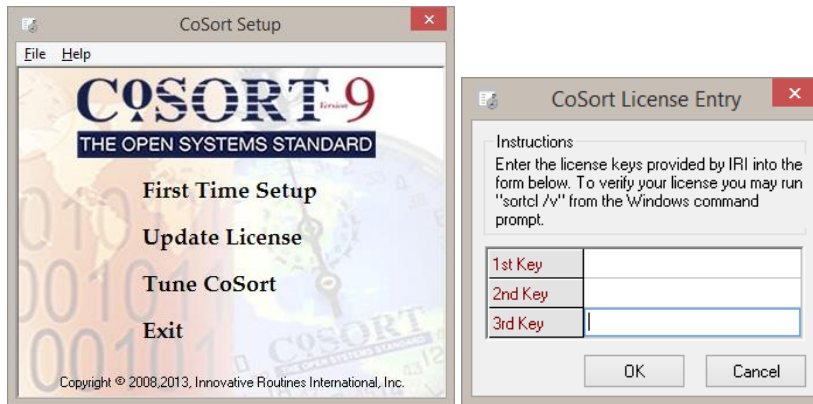 CoSort Setup
File Help
CoSORT Version 9
THE OPEN SYSTEMS STANDARD
First Time Setup
Update License
Tune CoSort
Exit
Copyright © 2008,2013, Innovative Routines International, Inc.
CoSort License Entry
Instructions
Enter the license keys provided by IRI into the
form below. To verify your license you may run
"sortcl /v" from the Windows command
prompt.
1st Key
2nd Key
3rd Key
OK Cancel